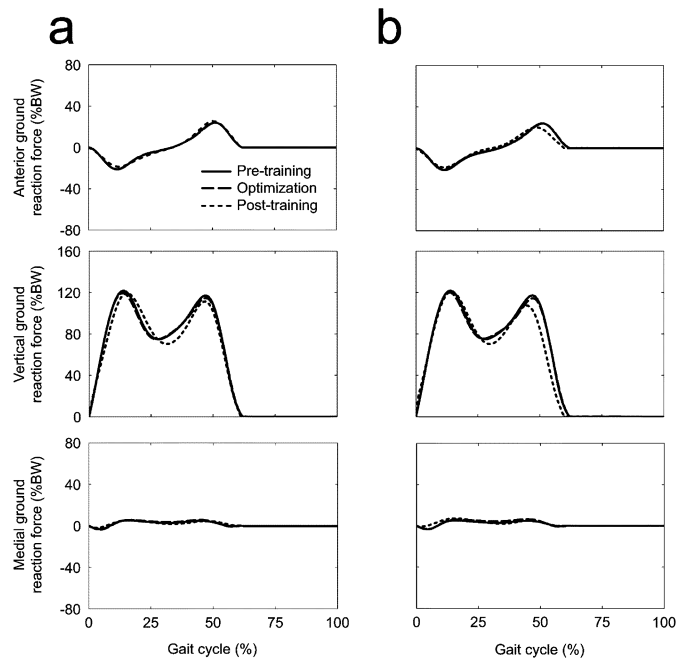 a
b
Anterior ground
reaction force (%BW)
80
40
0
-40
-80
Pre-training
Optimization
Post-training
Vertical ground
reaction force (%BW)
160
120
80
40
0
Medial ground
reaction force (%BW)
80
40
0
-40
-80
0 25 50 75 100
0 25 50 75 100
Gait cycle (%)
Gait cycle (%)